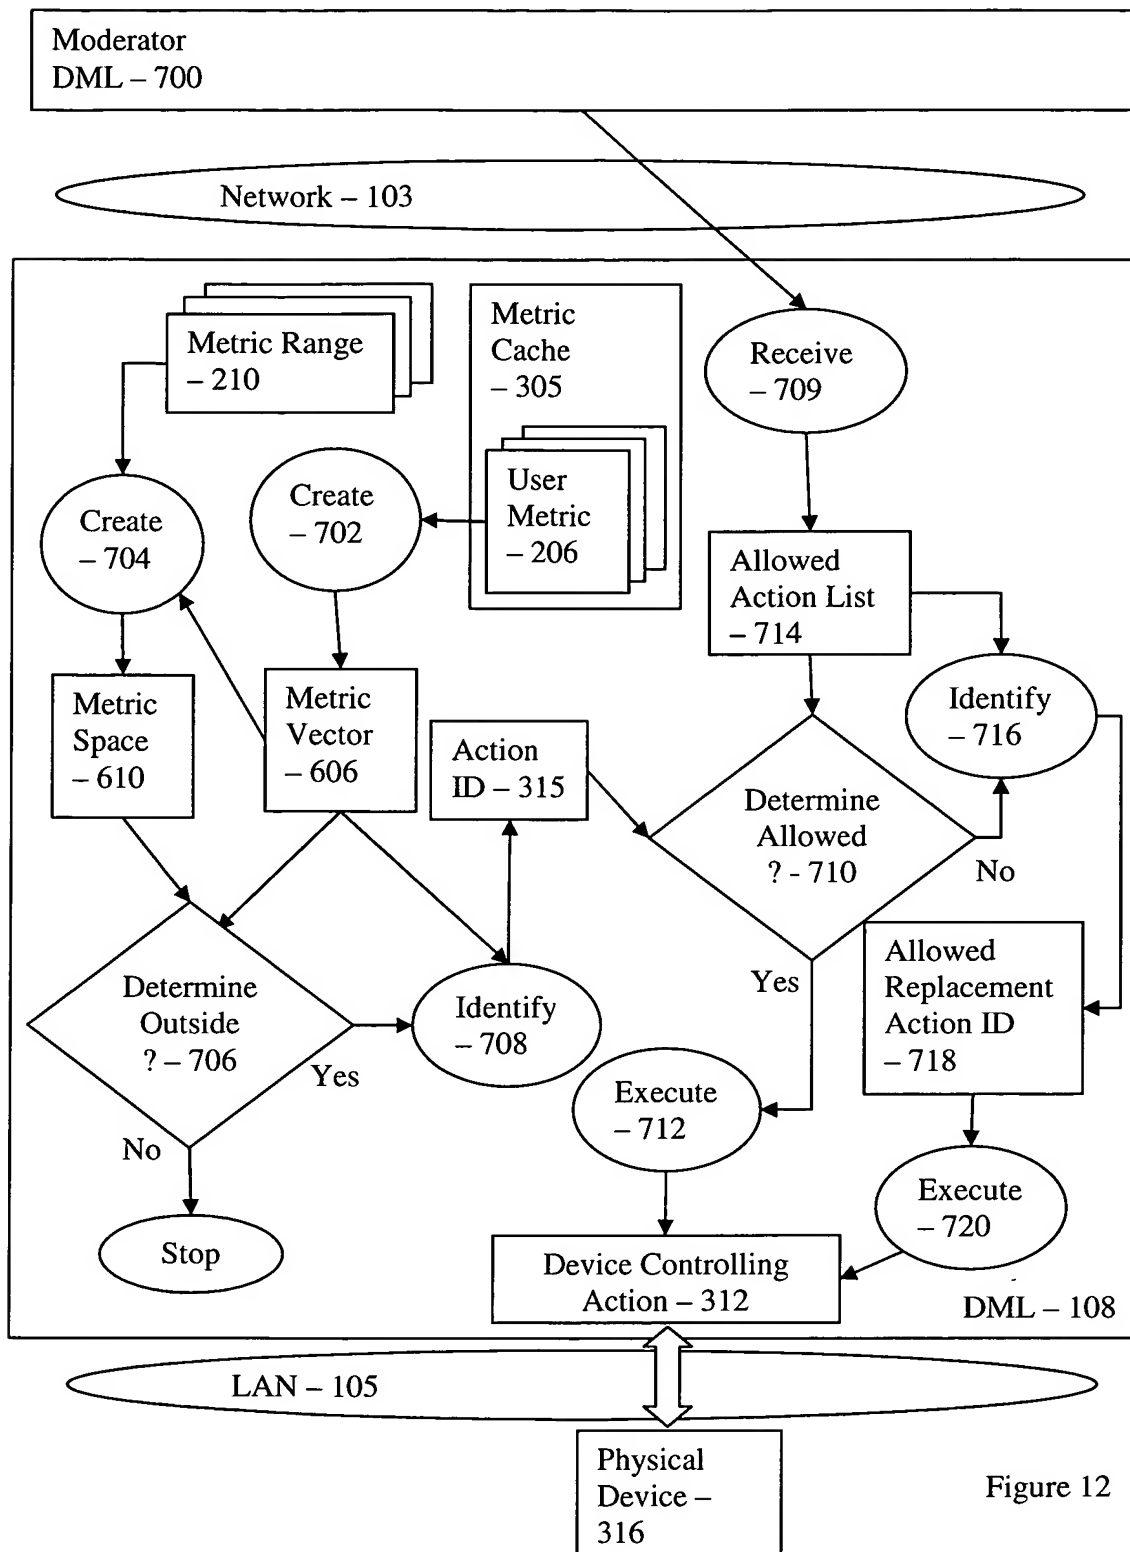 Moderator
DML – 700
Network – 103
Metric Range
– 210
Metric
Cache
– 305
User
Metric
– 206
Receive
– 709
Create
– 704
Create
– 702
Allowed
Action List
– 714
Metric
Space
– 610
Metric
Vector
– 606
Action
ID – 315
Identify
– 716
Determine
Allowed
? - 710
No
Determine
Outside
? – 706
Yes
No
Identify
– 708
Yes
Allowed
Replacement
Action ID
– 718
Execute
– 712
Execute
– 720
Stop
Device Controlling
Action – 312
DML – 108
LAN – 105
Physical
Device –
316
Figure 12